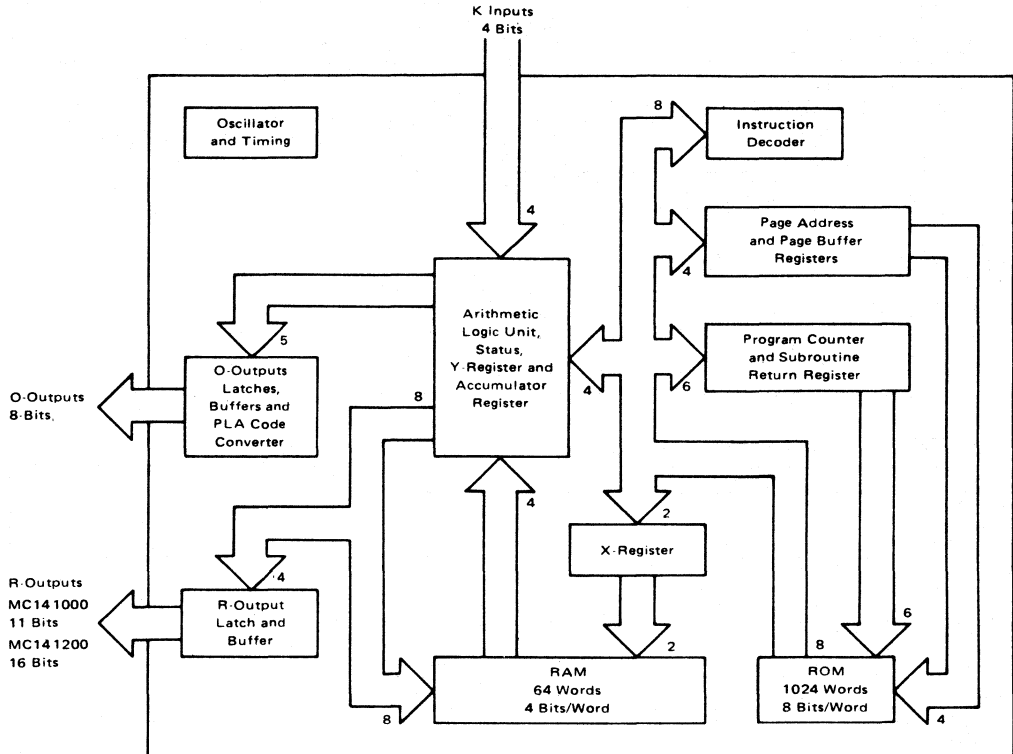 K Inputs
4 Bits
Oscillator
and Timing
8
Instruction
Decoder
4
Page Address
and Page Buffer
Registers
4
Arithmetic
Logic Unit,
Status,
Y-Register and
Accumulator
Register
5
4
Program Counter
and Subroutine
Return Register
6
O-Outputs
8-Bits
O-Outputs
Latches,
Buffers and
PLA Code
Converter
8
4
2
X-Register
R-Outputs
MC141000
11 Bits
MC141200
16 Bits
4
R-Output
Latch and
Buffer
6
2
8
8
RAM
64 Words
4 Bits/Word
ROM
1024 Words
8 Bits/Word
4